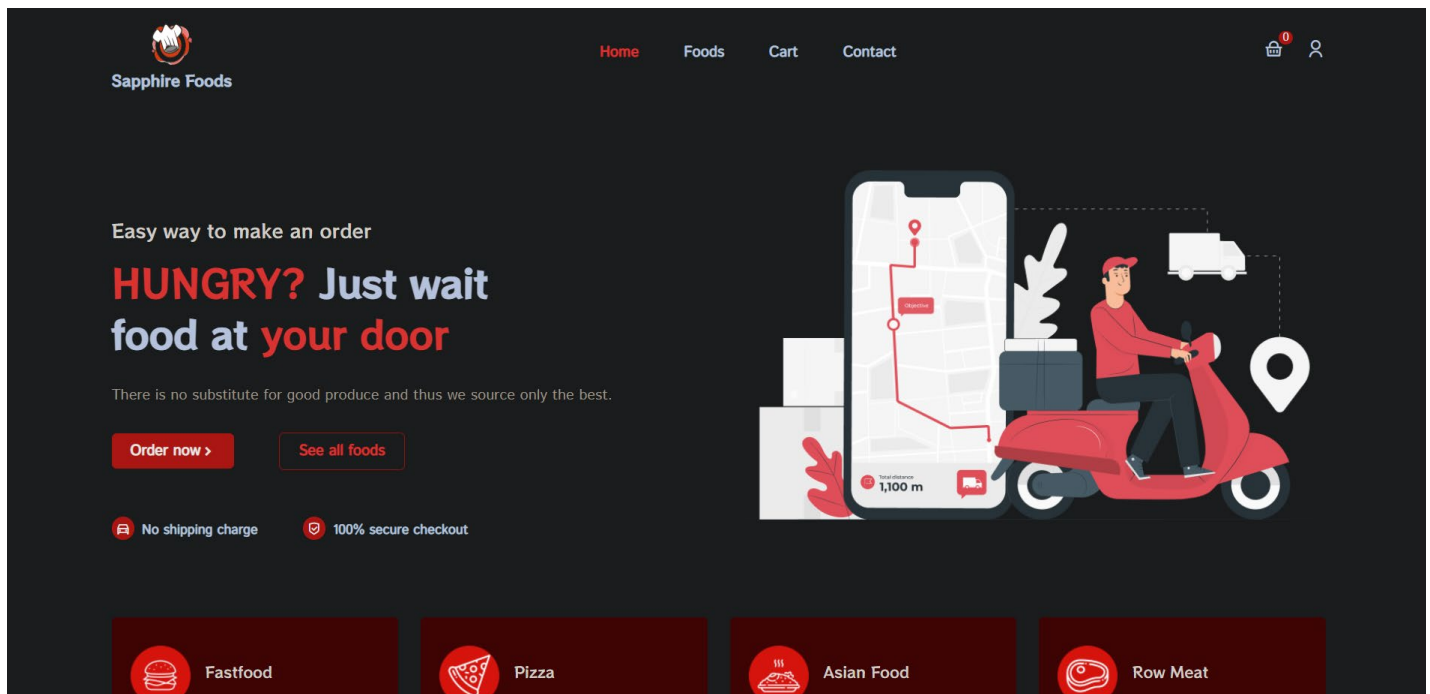 0
Home Foods Cart Contact
Sapphire Foods
Easy way to make an order
HUNGRY? Just wait
food at your door
There is no substitute for good produce and thus we source only the best.
Order now > See all foods
No shipping charge 100% secure checkout
Objective
Total distance
1,100 m
Fastfood Pizza Asian Food Row Meat